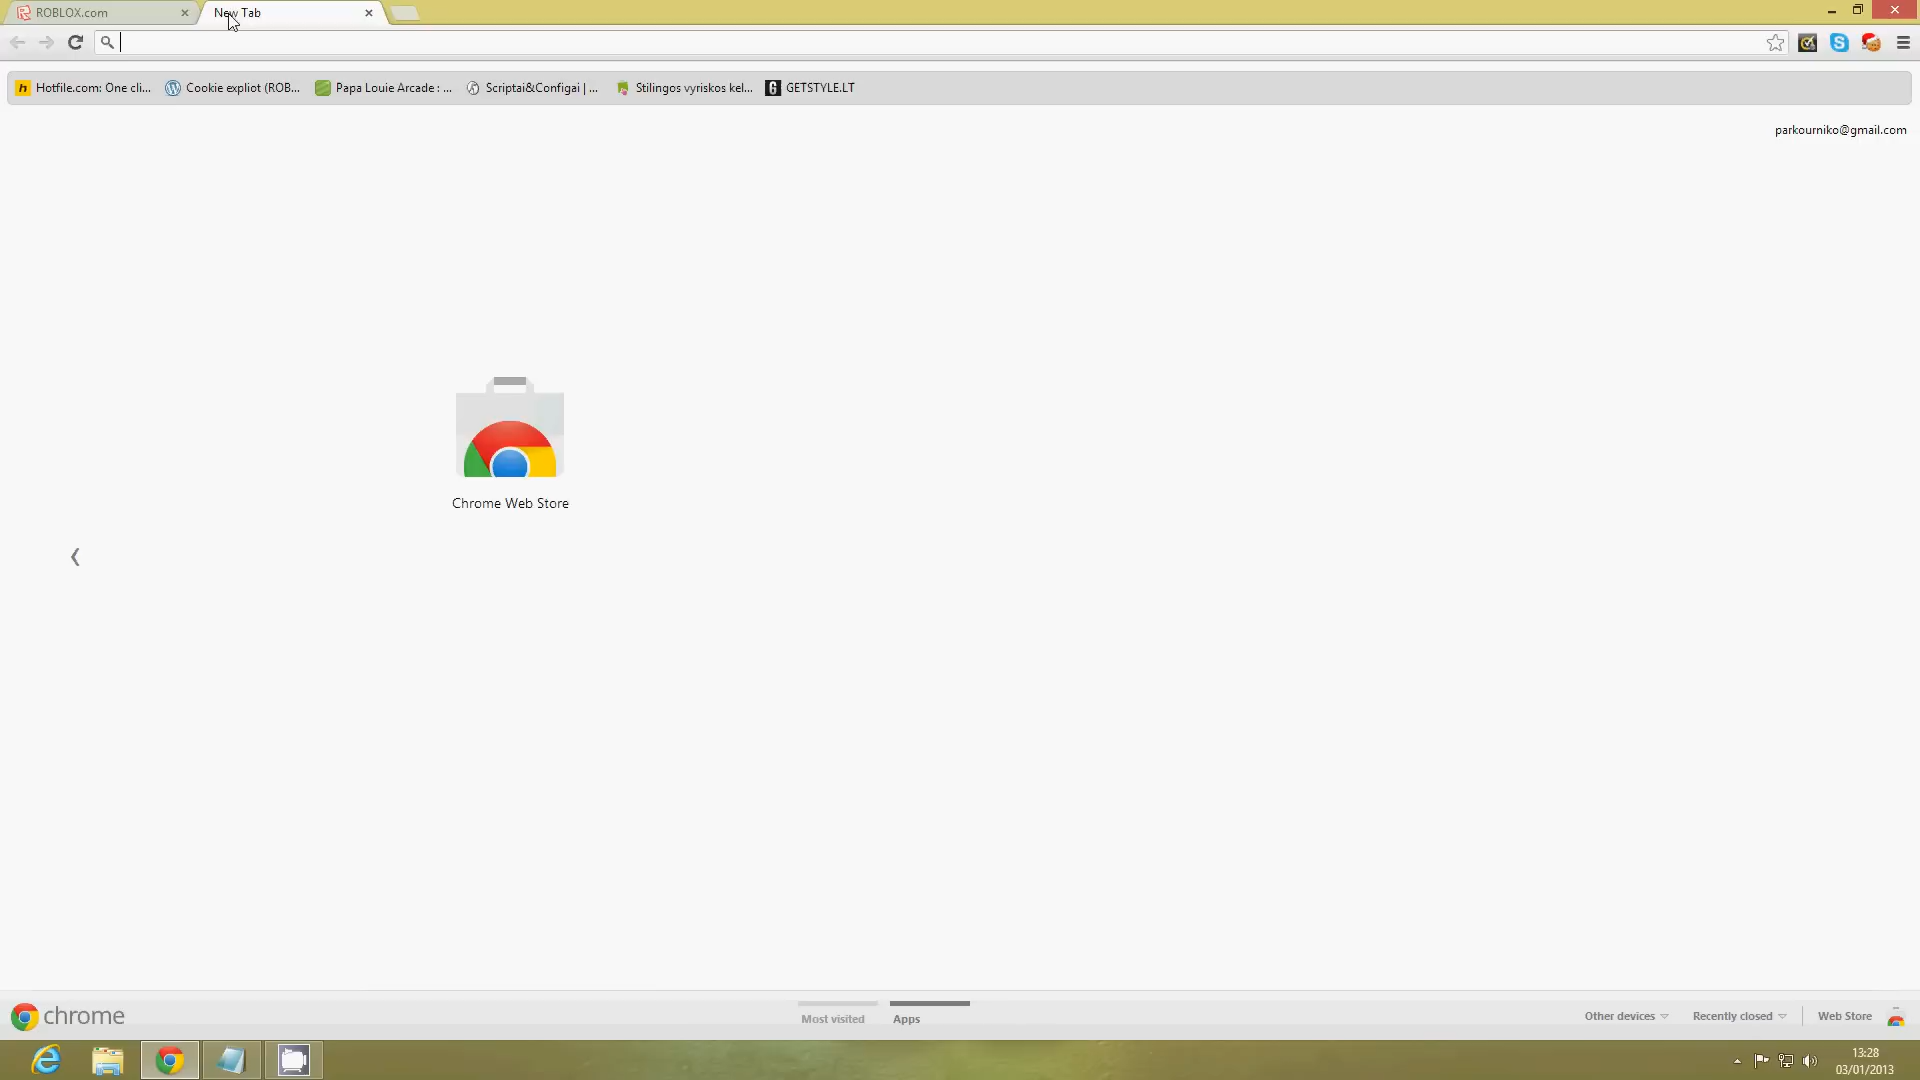 ROBLOX.com
New Tab
Hotfile.com: One cli...
Cookie expliot (ROB...
Papa Louie Arcade : ...
Scriptai&Configai | ...
Stilingos vyriskos kel...
GETSTYLE.LT
parkourniko@gmail.com
Chrome Web Store
chrome
Most visited
Apps
Other devices
Recently closed
Web Store
13:28
03/01/2013